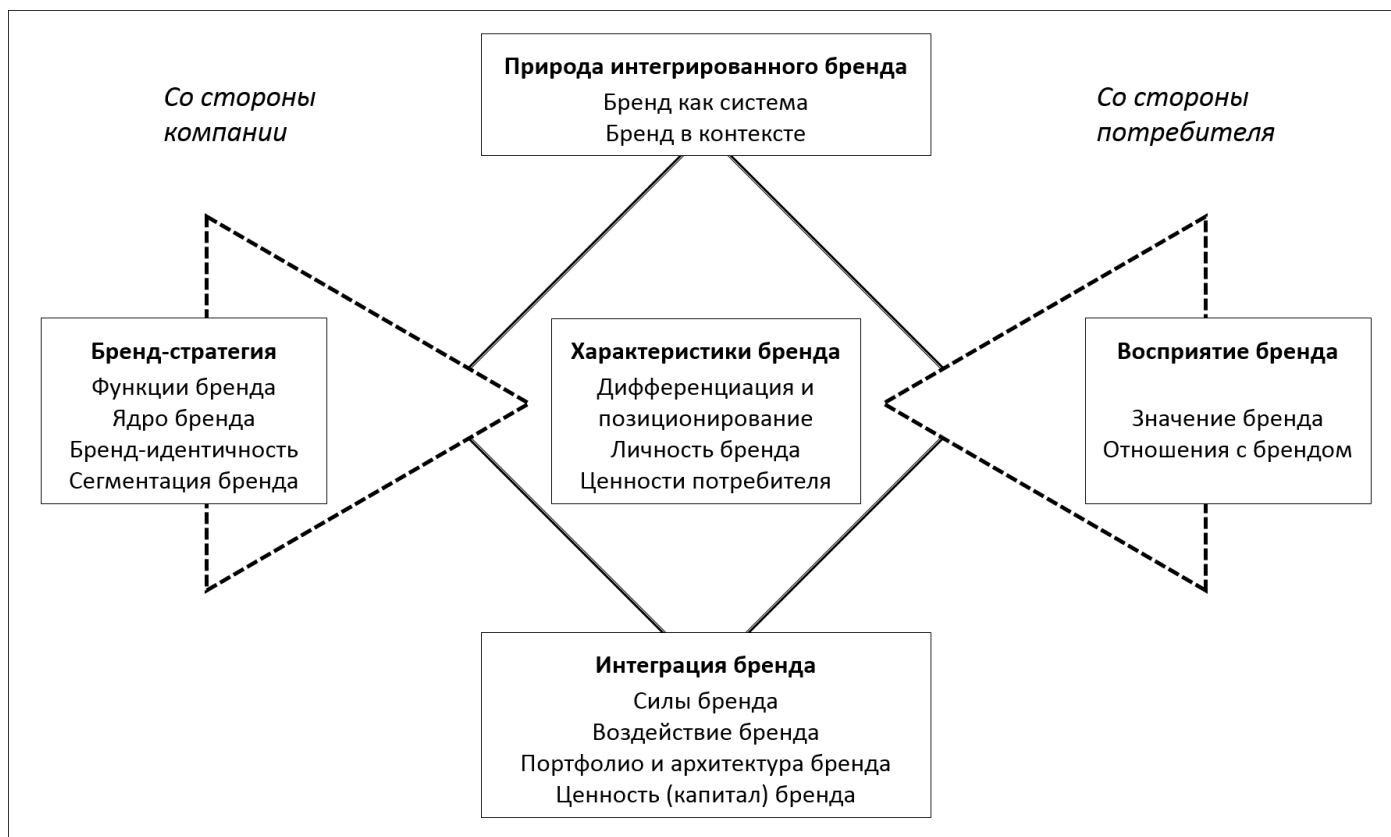 Природа интегрированного бренда
Бренд как система
Бренд в контексте
Со стороны
компании
Со стороны
потребителя
Бренд-стратегия
Функции бренда
Ядро бренда
Бренд-идентичность
Сегментация бренда
Характеристики бренда
Дифференциация и
позиционирование
Личность бренда
Ценности потребителя
Восприятие бренда
Значение бренда
Отношения с брендом
Интеграция бренда
Силы бренда
Воздействие бренда
Портфолио и архитектура бренда
Ценность (капитал) бренда